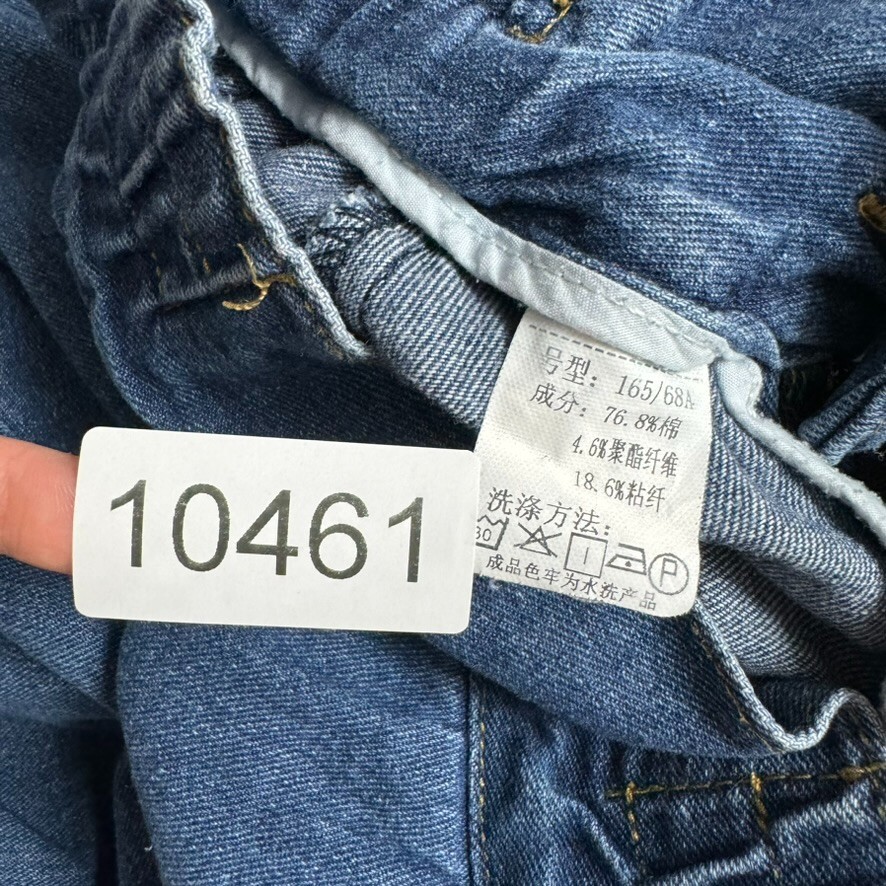 号型：165/68A
成分：76.8%棉
4.6%聚酯纤维
18.6%粘纤
10461
洗涤方法：
30
P
成品色车为水洗产品